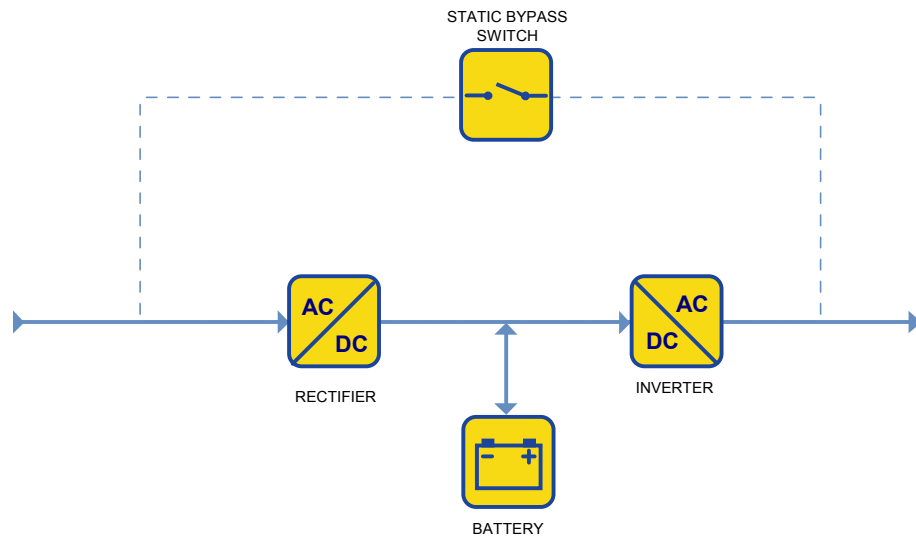 STATIC BYPASS
SWITCH
AC
DC
RECTIFIER
AC
DC
INVERTER
- +
BATTERY